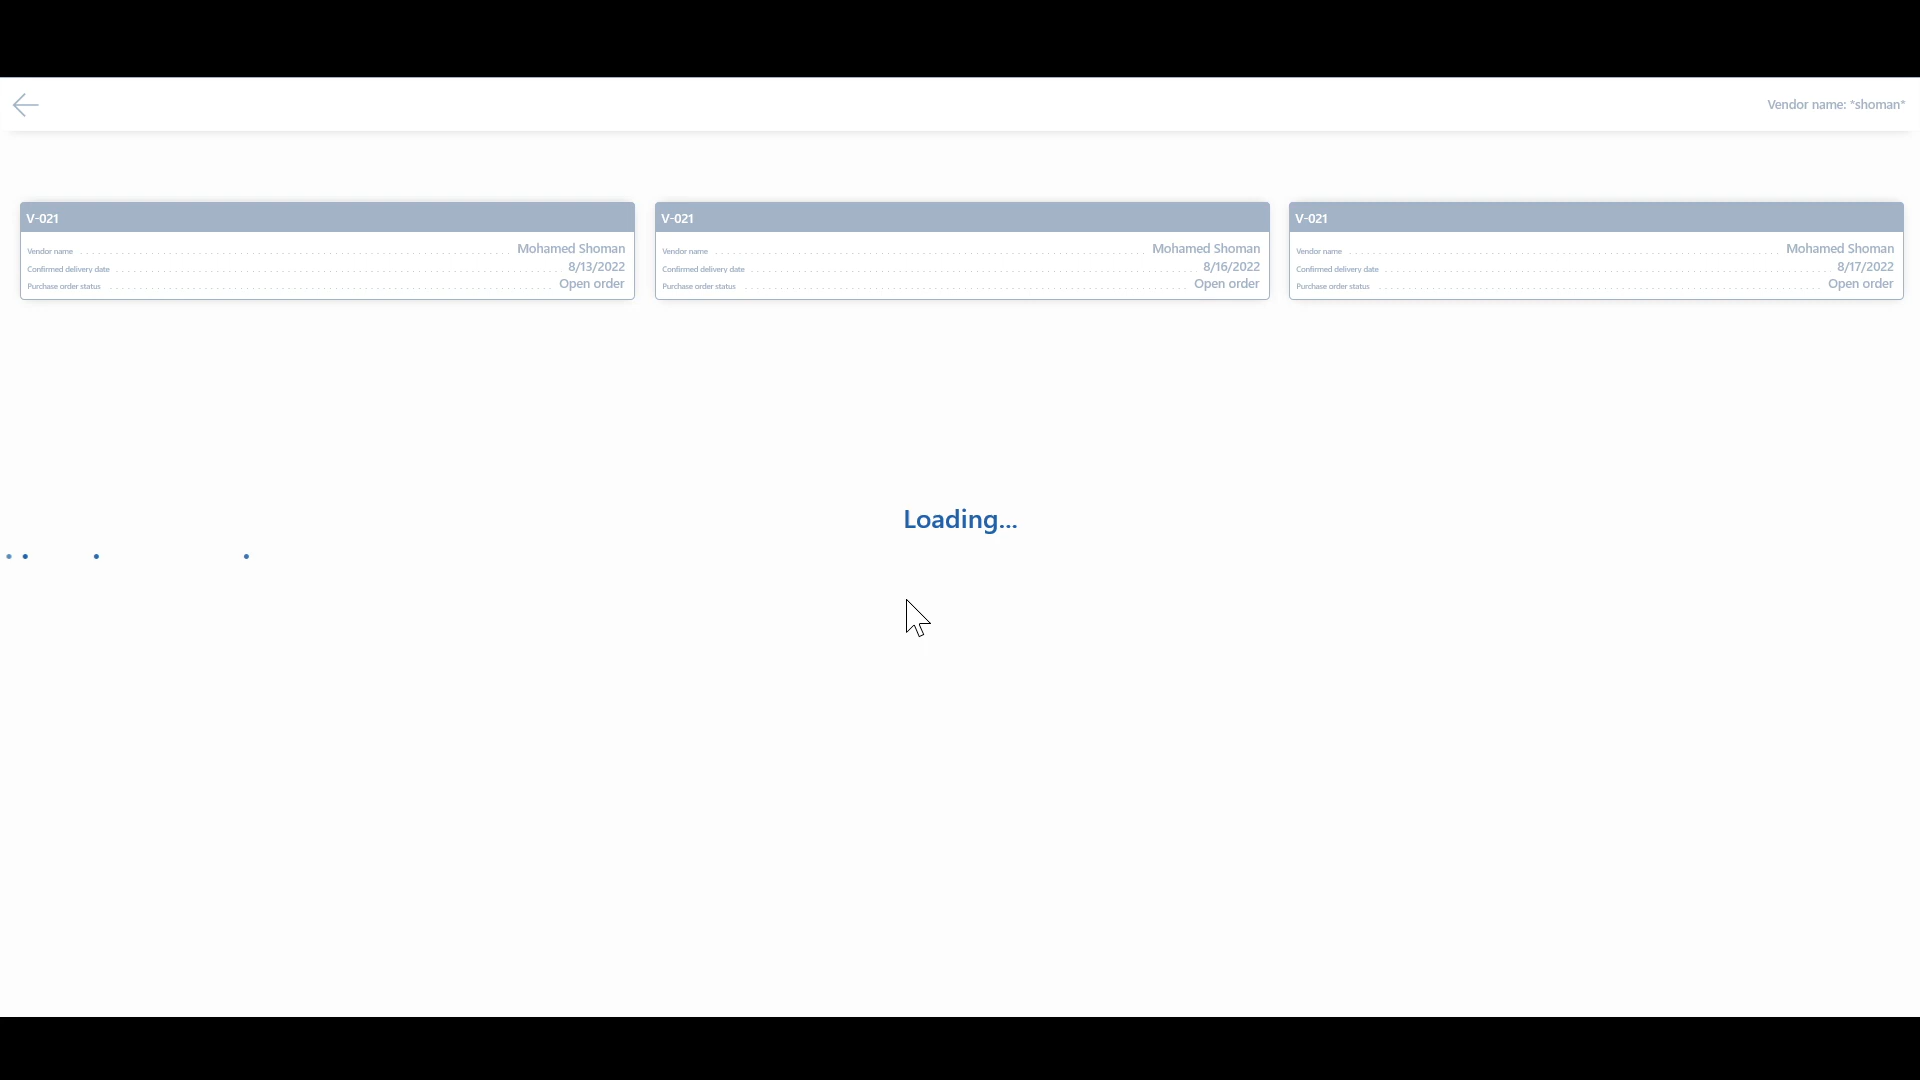 Vendor name: *shoman*
V-021
Vendor name Mohamed Shoman
Confirmed delivery date 8/13/2022
Purchase order status Open order
V-021
Vendor name Mohamed Shoman
Confirmed delivery date 8/16/2022
Purchase order status Open order
V-021
Vendor name Mohamed Shoman
Confirmed delivery date 8/17/2022
Purchase order status Open order
Loading...